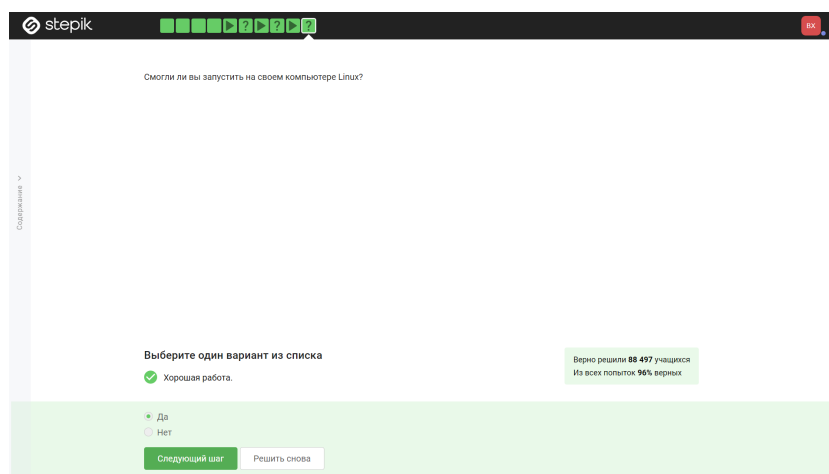 stepik
? ? ?
BX
Содержание
Смогли ли вы запустить на своем компьютере Linux?
Выберите один вариант из списка
Хорошая работа.
Верно решили 88 497 учащихся
Из всех попыток 96% верных
Да
Нет
Следующий шаг
Решить снова